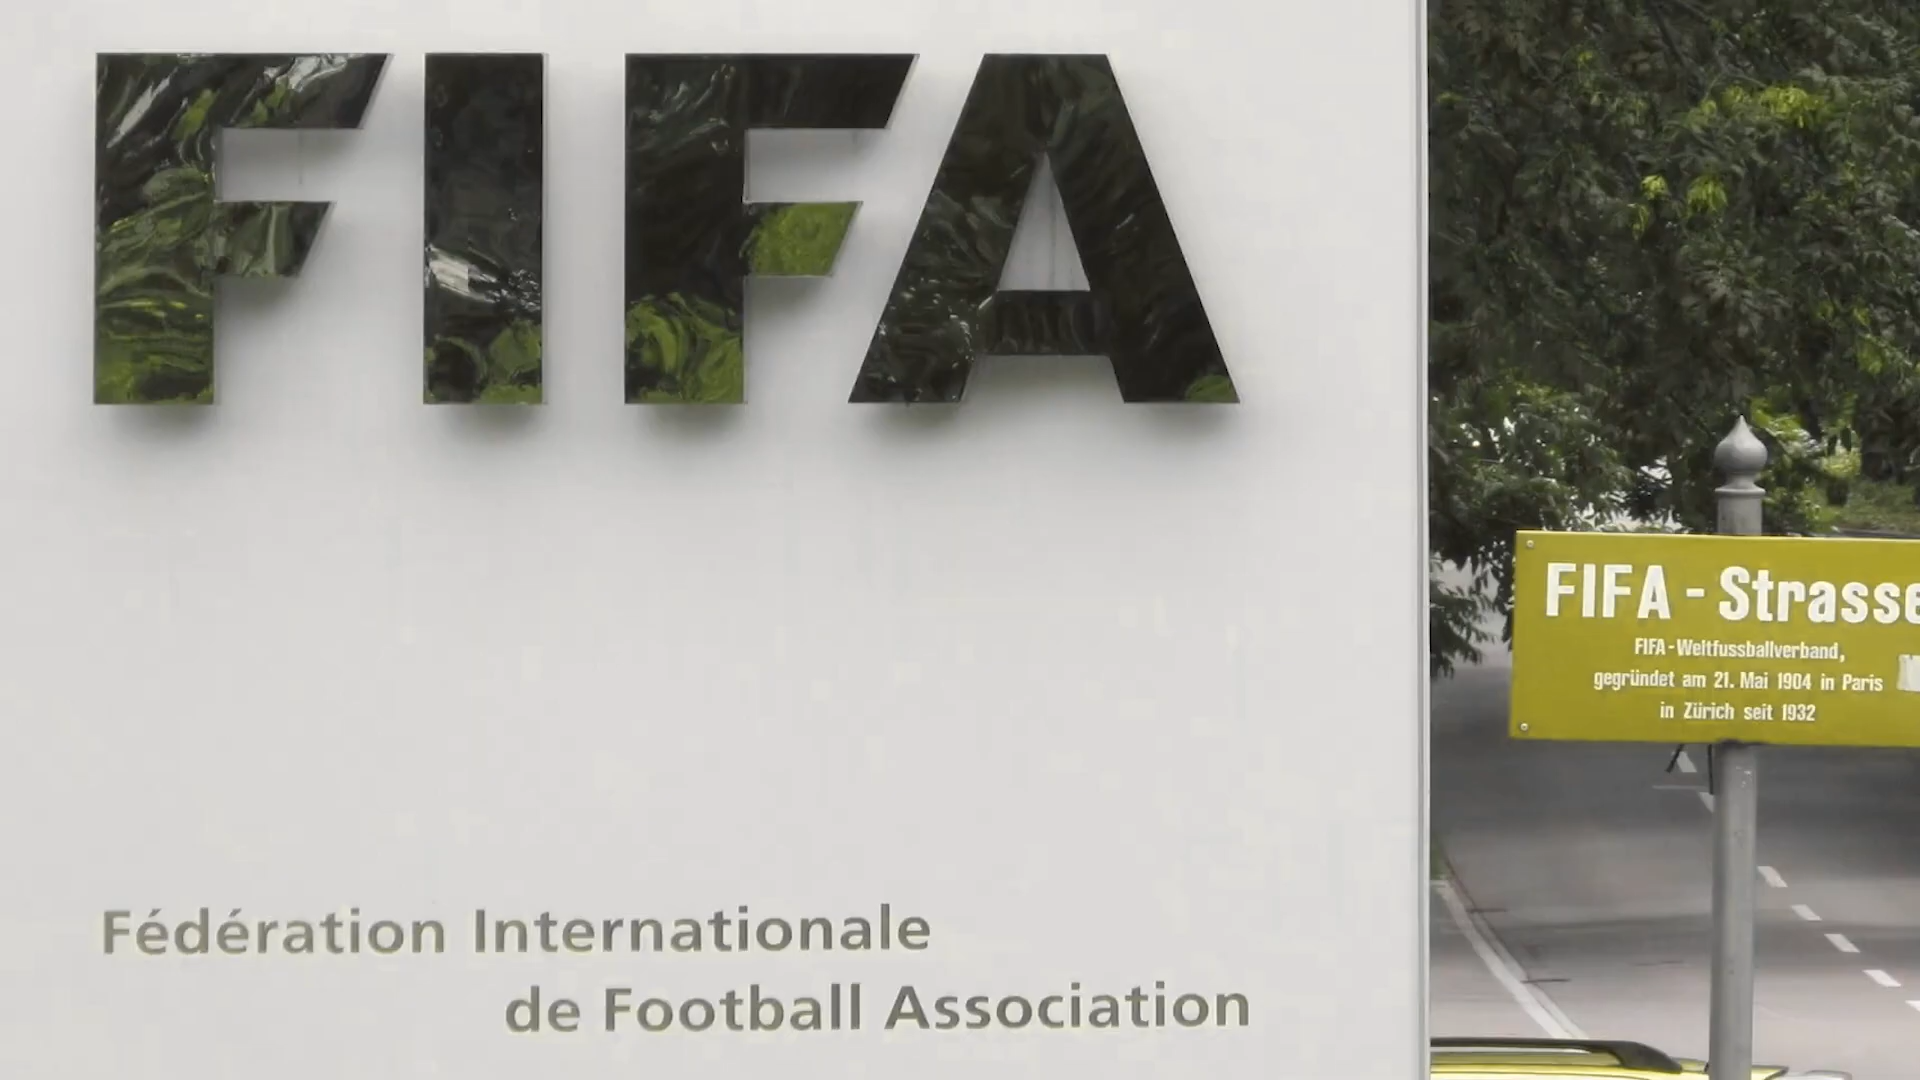 FIFA
Fédération Internationale
de Football Association
FIFA - Strasse
FIFA-Weltfussballverband,
gegründet am 21. Mai 1904 in Paris
in Zürich seit 1932